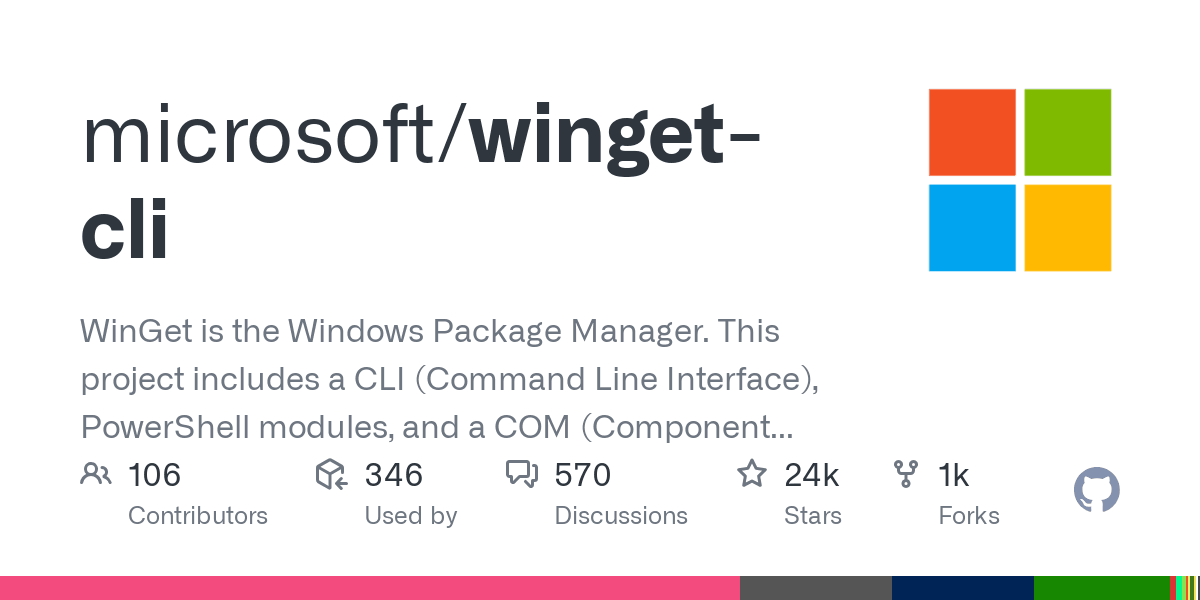 microsoft/winget-
cli
WinGet is the Windows Package Manager. This
project includes a CLI (Command Line Interface),
PowerShell modules, and a COM (Component...
106 346 570 24k 1k
Contributors Used by Discussions Stars Forks